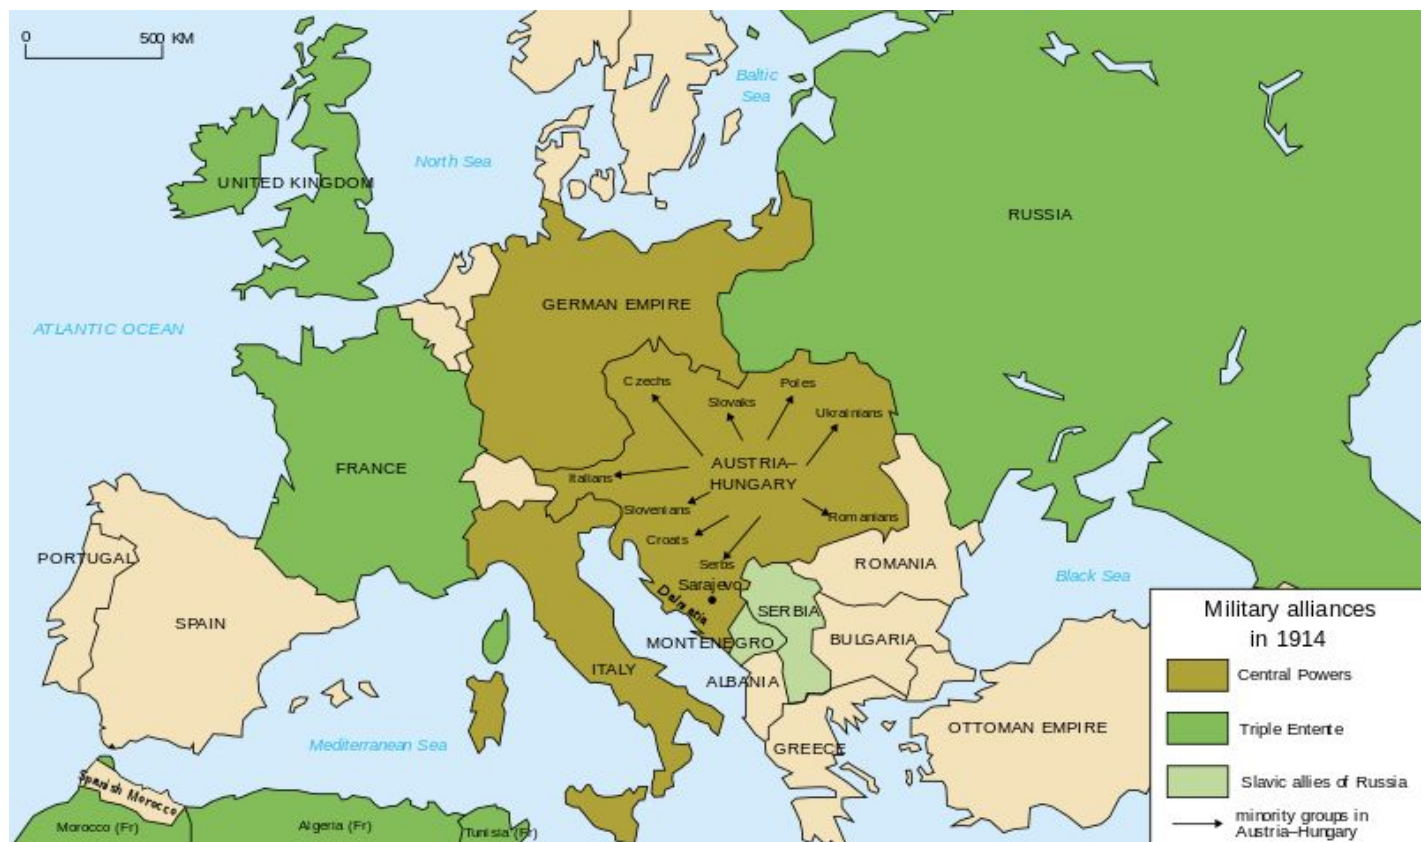 0 500 KM
Baltic
Sea
North Sea
UNITED KINGDOM
RUSSIA
GERMAN EMPIRE
ATLANTIC OCEAN
Czechs
Poles
Slovaks
Ukrainians
FRANCE
AUSTRIA–
HUNGARY
Italians
Slovenians
Romanians
Croats
PORTUGAL
Serbs
ROMANIA
Black Sea
Sarajevo
Dalmatia
SERBIA
SPAIN
MONTENEGRO
BULGARIA
ITALY
ALBANIA
OTTOMAN EMPIRE
Mediterranean Sea
GREECE
Spanish Morocco
Morocco (Fr)
Algeria (Fr)
Tunisia (Fr)
Military alliances
in 1914
Central Powers
Triple Entente
Slavic allies of Russia
minority groups in
Austria–Hungary